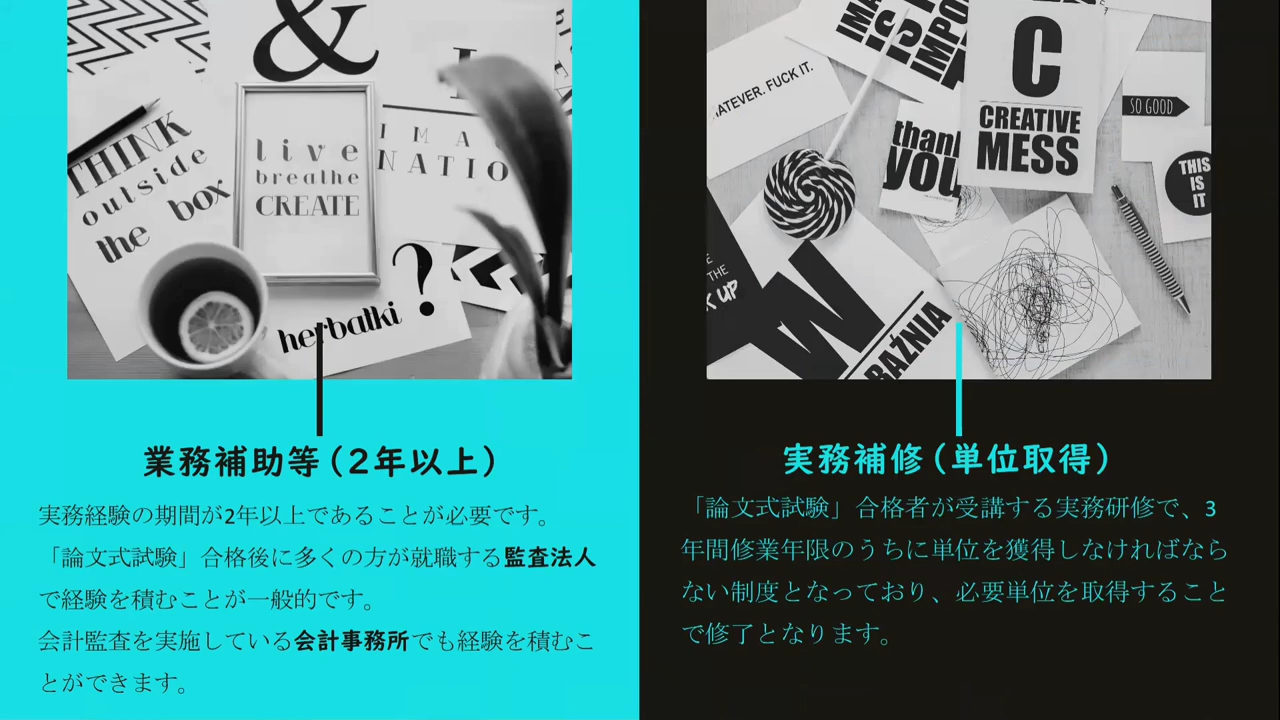 &
THINK
outside
the box
live
breathe
CREATE
I M A
NATIO
herbalki ?
業務補助等(2年以上)
実務経験の期間が2年以上であることが必要です。
「論文式試験」合格後に多くの方が就職する監査法人
で経験を積むことが一般的です。
会計監査を実施している会計事務所でも経験を積むこ
とができます。
ATEVER. FUCK IT.
IMPO
C
CREATIVE
MESS
thank
you
SO GOOD
THIS
IS
IT
THE
K UP
W
RAŹNIA
実務補修(単位取得)
「論文式試験」合格者が受講する実務研修で、3
年間修業年限のうちに単位を獲得しなければなら
ない制度となっており、必要単位を取得すること
で修了となります。